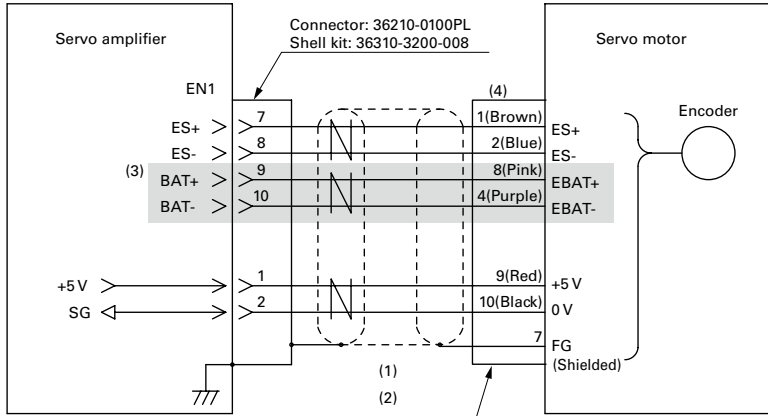 Servo amplifier
Connector: 36210-0100PL
Shell kit: 36310-3200-008
Servo motor
EN1
(4)
Encoder
ES+ 7 1(Brown) ES+
ES- 8 2(Blue) ES-
(3)
BAT+ 9 8(Pink) EBAT+
BAT- 10 4(Purple) EBAT-
+5 V 1 9(Red) +5 V
SG 2 10(Black) 0 V
7 FG
(Shielded)
(1)
(2)